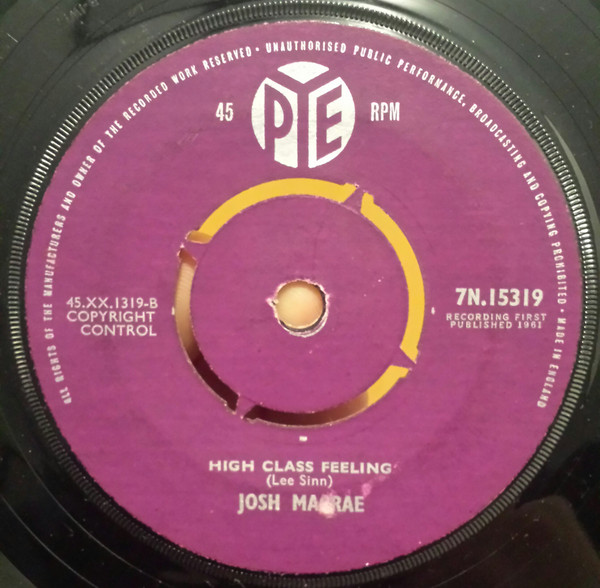 ALL RIGHTS OF THE MANUFACTURERS AND OWNER OF THE RECORDED WORK RESERVED · UNAUTHORISED PUBLIC PERFORMANCE, BROADCASTING AND COPYING PROHIBITED · MADE IN ENGLAND
45 PYE RPM
45.XX.1319-B
COPYRIGHT
CONTROL
7N.15319
RECORDING FIRST
PUBLISHED 1961
HIGH CLASS FEELING
(Lee Sinn)
JOSH